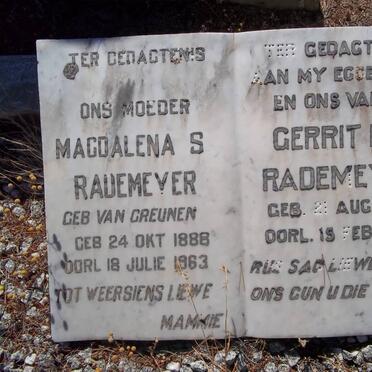 TER GEDAGTENIS
ONS MOEDER
MAGDALENA S
RADEMEYER
GEB VAN GREUNEN
GEB 24 OKT 1886
OORL 18 JULIE 1963
TOT WEERSIENS LIEWE
MAMMIE
TER GEDAGT
AAN MY EGGE
EN ONS VA
GERRIT
RADEMEY
GEB. 21 AUG
OORL. 15 FEB
RUS SAG LIEWE
ONS GUN U DIE